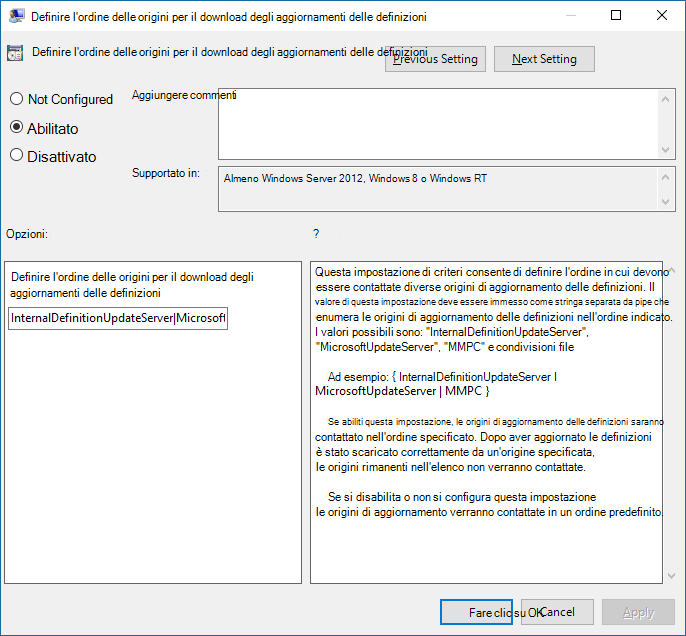 Definire l'ordine delle origini per il download degli aggiornamenti delle definizioni
Definire l'ordine delle origini per il download degli aggiornamenti delle definizioni
Previous Setting
Next Setting
Not Configured
Abilitato
Disattivato
Aggiungere commenti
Supportato in:
Almeno Windows Server 2012, Windows 8 o Windows RT
Opzioni:
?
Definire l'ordine delle origini per il download degli
aggiornamenti delle definizioni
InternalDefinitionUpdateServer|Microsoft
Questa impostazione di criteri consente di definire l'ordine in cui devono
essere contattate diverse origini di aggiornamento delle definizioni. Il
valore di questa impostazione deve essere immesso come stringa separata da pipe che
enumera le origini di aggiornamento delle definizioni nell'ordine indicato.
I valori possibili sono: "InternalDefinitionUpdateServer",
"MicrosoftUpdateServer", "MMPC" e condivisioni file
Ad esempio: { InternalDefinitionUpdateServer |
MicrosoftUpdateServer | MMPC }
Se abiliti questa impostazione, le origini di aggiornamento delle definizioni saranno
contattato nell'ordine specificato. Dopo aver aggiornato le definizioni
è stato scaricato correttamente da un'origine specificata,
le origini rimanenti nell'elenco non verranno contattate.
Se si disabilita o non si configura questa impostazione
le origini di aggiornamento verranno contattate in un ordine predefinito.
Fare clic su OK
Cancel
Apply